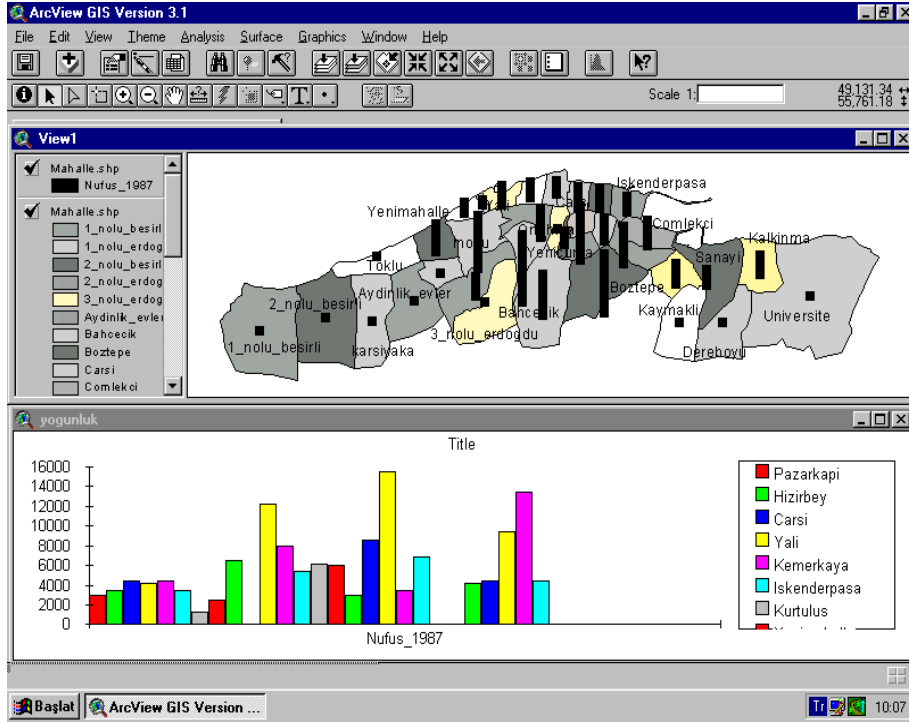 ArcView GIS Version 3.1
File Edit View Theme Analysis Surface Graphics Window Help
Scale 1:
49,131.34
55,761.18
View1
Mahalle.shp
Nufus_1987
Mahalle.shp
1_nolu_besirl
1_nolu_erdog
2_nolu_besirl
2_nolu_erdog
3_nolu_erdog
Aydinlik_evler
Bahcecik
Boztepe
Carsi
Comlekci
Iskenderpasa
Yenimahalle
Yali
Comlekci
Kalkinma
Yenicuma
Toklu
Sanayi
Boztepe
Aydinlik_evler
2_nolu_besirli
Bahcecik
Kaymakli
Universite
3_nolu_erdogdu
1_nolu_besirli
karsiyaka
Dereboyu
yogunluk
Title
16000
14000
12000
10000
8000
6000
4000
2000
0
Nufus_1987
Pazarkapi
Hizirbey
Carsi
Yali
Kemerkaya
Iskenderpasa
Kurtulus
Başlat
ArcView GIS Version ...
Tr
10:07